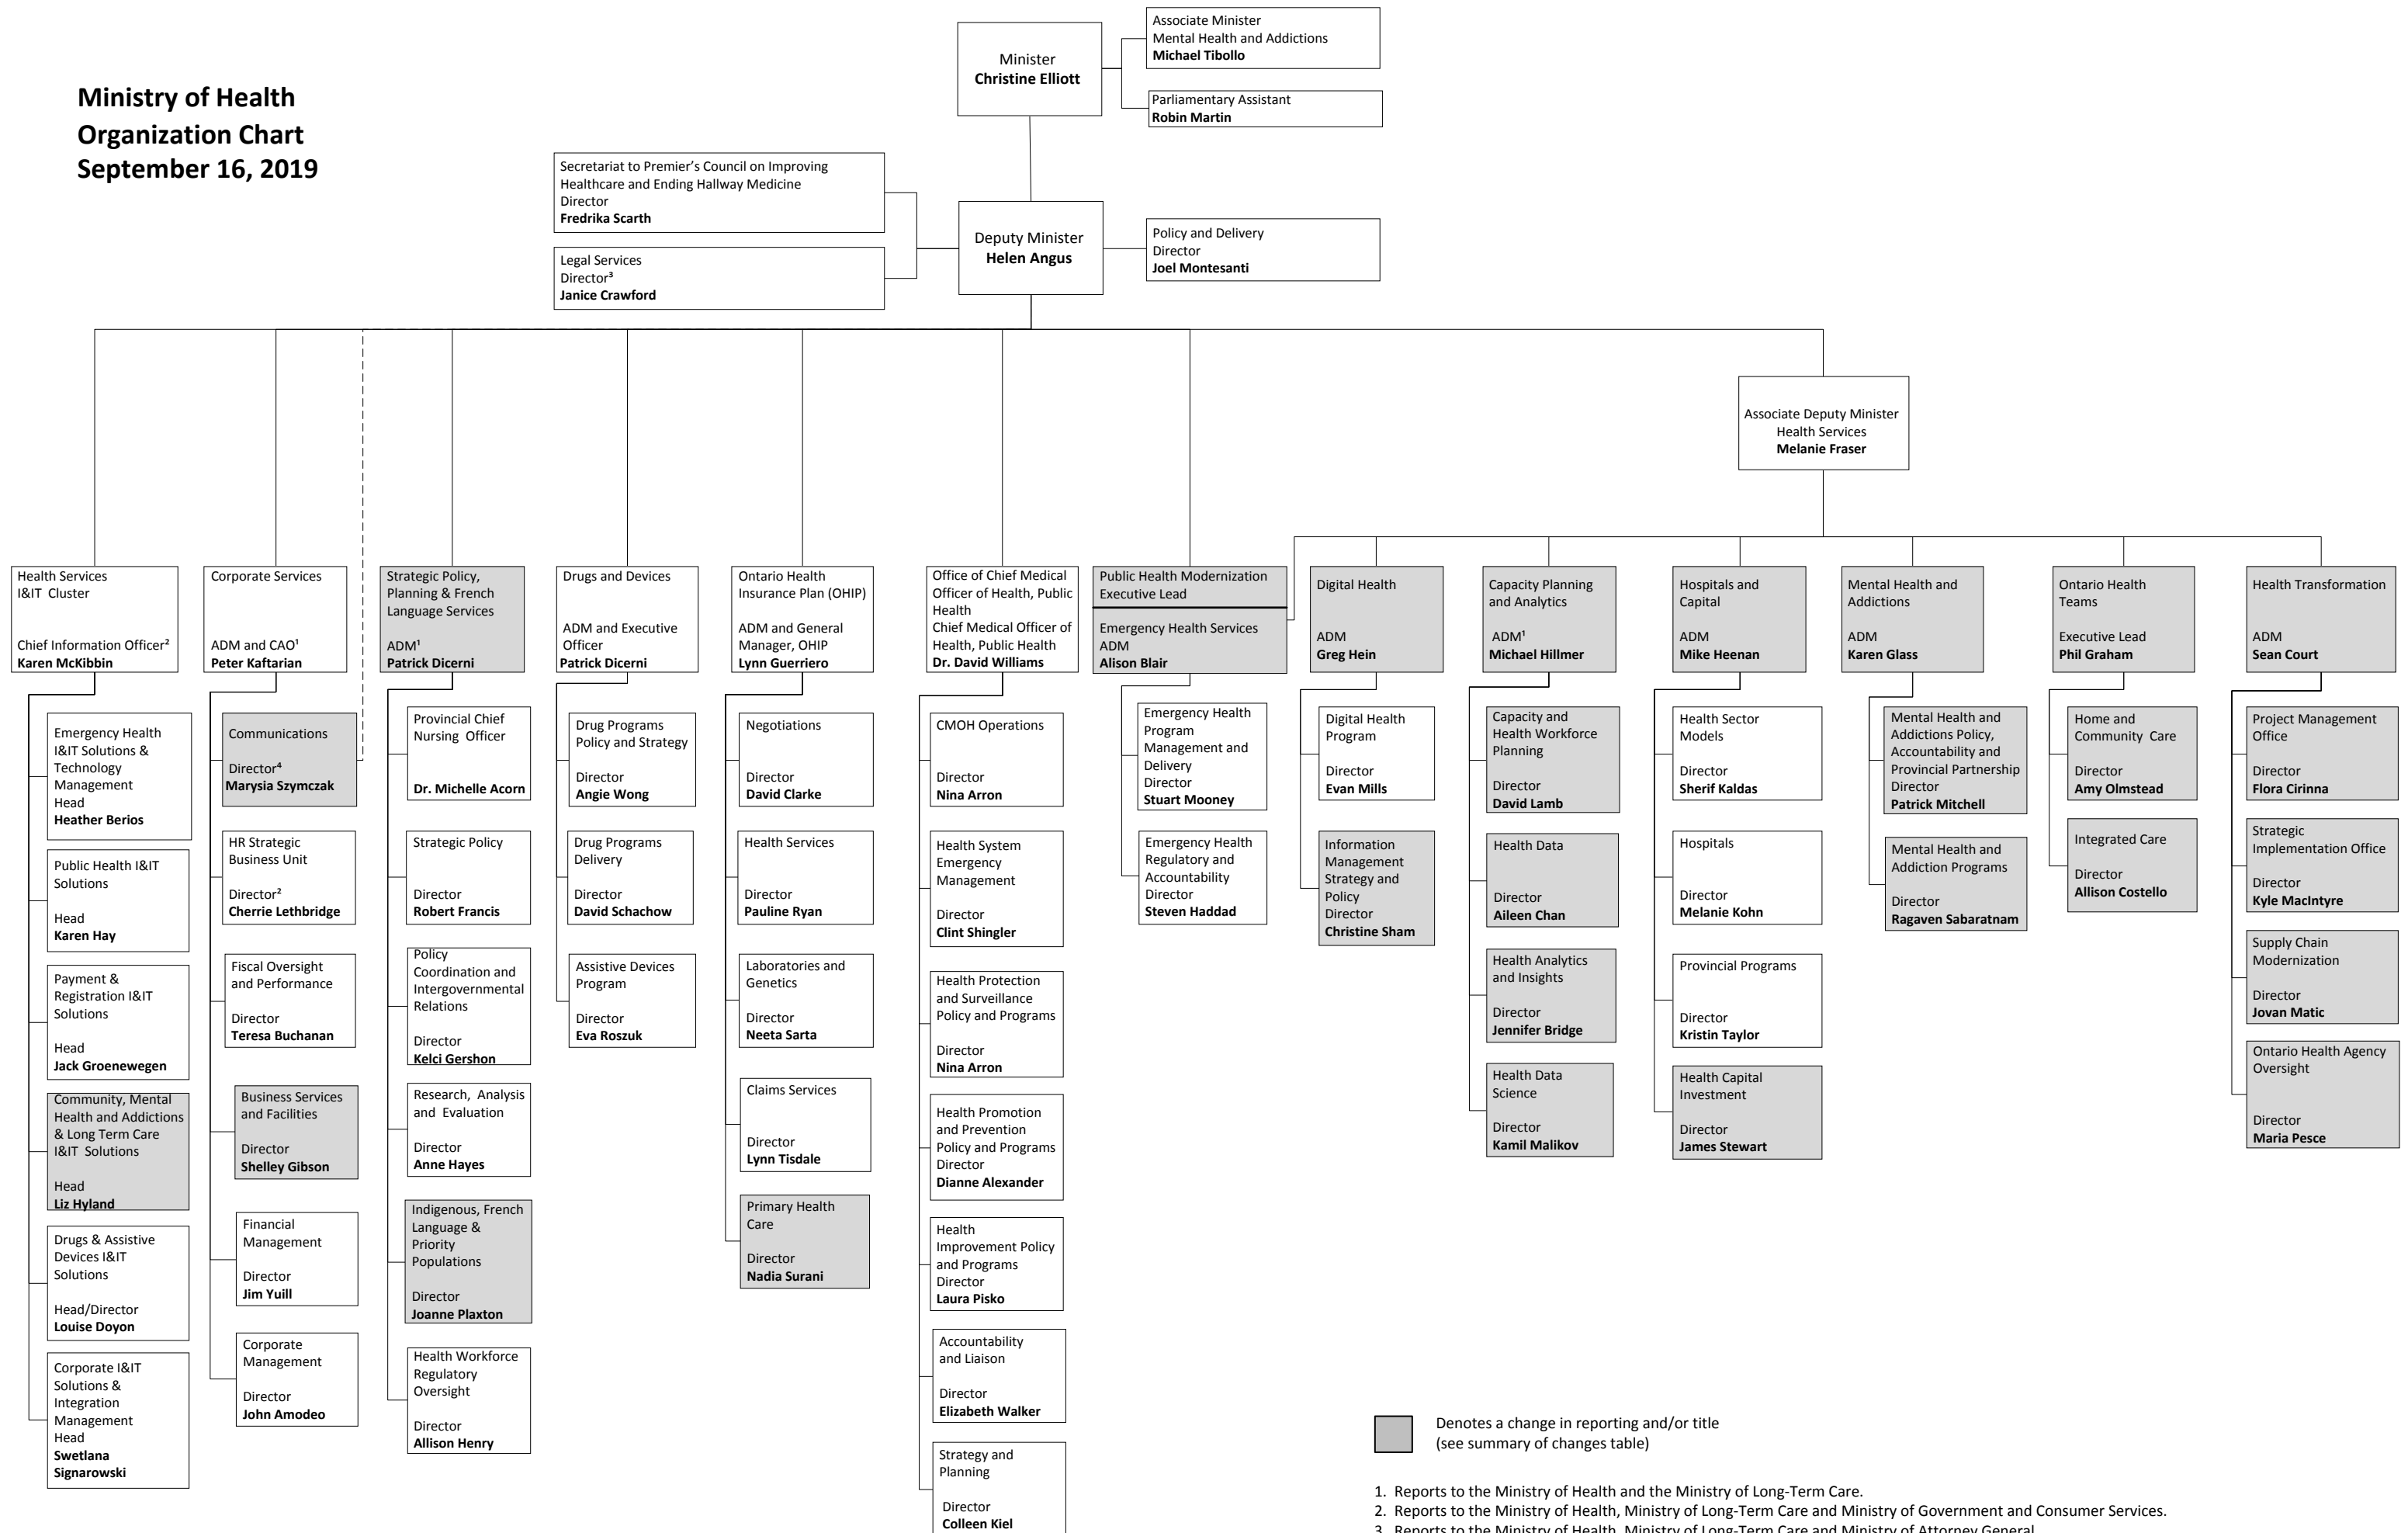 Ministry of Health
Organization Chart
September 16, 2019
Minister
Christine Elliott
Associate Minister
Mental Health and Addictions
Michael Tibollo
Parliamentary Assistant
Robin Martin
Secretariat to Premier’s Council on Improving
Healthcare and Ending Hallway Medicine
Director
Fredrika Scarth
Legal Services
Director³
Janice Crawford
Deputy Minister
Helen Angus
Policy and Delivery
Director
Joel Montesanti
Associate Deputy Minister
Health Services
Melanie Fraser
Health Services
I&IT Cluster
Chief Information Officer²
Karen McKibbin
Emergency Health
I&IT Solutions &
Technology
Management
Head
Heather Berios
Public Health I&IT
Solutions
Head
Karen Hay
Payment &
Registration I&IT
Solutions
Head
Jack Groenewegen
Community, Mental
Health and Addictions
& Long Term Care
I&IT Solutions
Head
Liz Hyland
Drugs & Assistive
Devices I&IT
Solutions
Head/Director
Louise Doyon
Corporate I&IT
Solutions &
Integration
Management
Head
Swetlana
Signarowski
Corporate Services
ADM and CAO¹
Peter Kaftarian
Communications
Director⁴
Marysia Szymczak
HR Strategic
Business Unit
Director²
Cherrie Lethbridge
Fiscal Oversight
and Performance
Director
Teresa Buchanan
Business Services
and Facilities
Director
Shelley Gibson
Financial
Management
Director
Jim Yuill
Corporate
Management
Director
John Amodeo
Strategic Policy,
Planning & French
Language Services
ADM¹
Patrick Dicerni
Provincial Chief
Nursing Officer
Dr. Michelle Acorn
Strategic Policy
Director
Robert Francis
Policy
Coordination and
Intergovernmental
Relations
Director
Kelci Gershon
Research, Analysis
and Evaluation
Director
Anne Hayes
Indigenous, French
Language &
Priority
Populations
Director
Joanne Plaxton
Health Workforce
Regulatory
Oversight
Director
Allison Henry
Drugs and Devices
ADM and Executive
Officer
Patrick Dicerni
Drug Programs
Policy and Strategy
Director
Angie Wong
Drug Programs
Delivery
Director
David Schachow
Assistive Devices
Program
Director
Eva Roszuk
Ontario Health
Insurance Plan (OHIP)
ADM and General
Manager, OHIP
Lynn Guerriero
Negotiations
Director
David Clarke
Health Services
Director
Pauline Ryan
Laboratories and
Genetics
Director
Neeta Sarta
Claims Services
Director
Lynn Tisdale
Primary Health
Care
Director
Nadia Surani
Office of Chief Medical
Officer of Health, Public
Health
Chief Medical Officer of
Health, Public Health
Dr. David Williams
CMOH Operations
Director
Nina Arron
Health System
Emergency
Management
Director
Clint Shingler
Health Protection
and Surveillance
Policy and Programs
Director
Nina Arron
Health Promotion
and Prevention
Policy and Programs
Director
Dianne Alexander
Health
Improvement Policy
and Programs
Director
Laura Pisko
Accountability
and Liaison
Director
Elizabeth Walker
Strategy and
Planning
Director
Colleen Kiel
Public Health Modernization
Executive Lead
Emergency Health Services
ADM
Alison Blair
Emergency Health
Program
Management and
Delivery
Director
Stuart Mooney
Emergency Health
Regulatory and
Accountability
Director
Steven Haddad
Digital Health
ADM
Greg Hein
Digital Health
Program
Director
Evan Mills
Information
Management
Strategy and
Policy
Director
Christine Sham
Capacity Planning
and Analytics
ADM¹
Michael Hillmer
Capacity and
Health Workforce
Planning
Director
David Lamb
Health Data
Director
Aileen Chan
Health Analytics
and Insights
Director
Jennifer Bridge
Health Data
Science
Director
Kamil Malikov
Hospitals and
Capital
ADM
Mike Heenan
Health Sector
Models
Director
Sherif Kaldas
Hospitals
Director
Melanie Kohn
Provincial Programs
Director
Kristin Taylor
Health Capital
Investment
Director
James Stewart
Mental Health and
Addictions
ADM
Karen Glass
Mental Health and
Addictions Policy,
Accountability and
Provincial Partnership
Director
Patrick Mitchell
Mental Health and
Addiction Programs
Director
Ragaven Sabaratnam
Ontario Health
Teams
Executive Lead
Phil Graham
Home and
Community Care
Director
Amy Olmstead
Integrated Care
Director
Allison Costello
Health Transformation
ADM
Sean Court
Project Management
Office
Director
Flora Cirinna
Strategic
Implementation Office
Director
Kyle MacIntyre
Supply Chain
Modernization
Director
Jovan Matic
Ontario Health Agency
Oversight
Director
Maria Pesce
Denotes a change in reporting and/or title
(see summary of changes table)
1. Reports to the Ministry of Health and the Ministry of Long-Term Care.
2. Reports to the Ministry of Health, Ministry of Long-Term Care and Ministry of Government and Consumer Services.
3. Reports to the Ministry of Health, Ministry of Long-Term Care and Ministry of Attorney General.